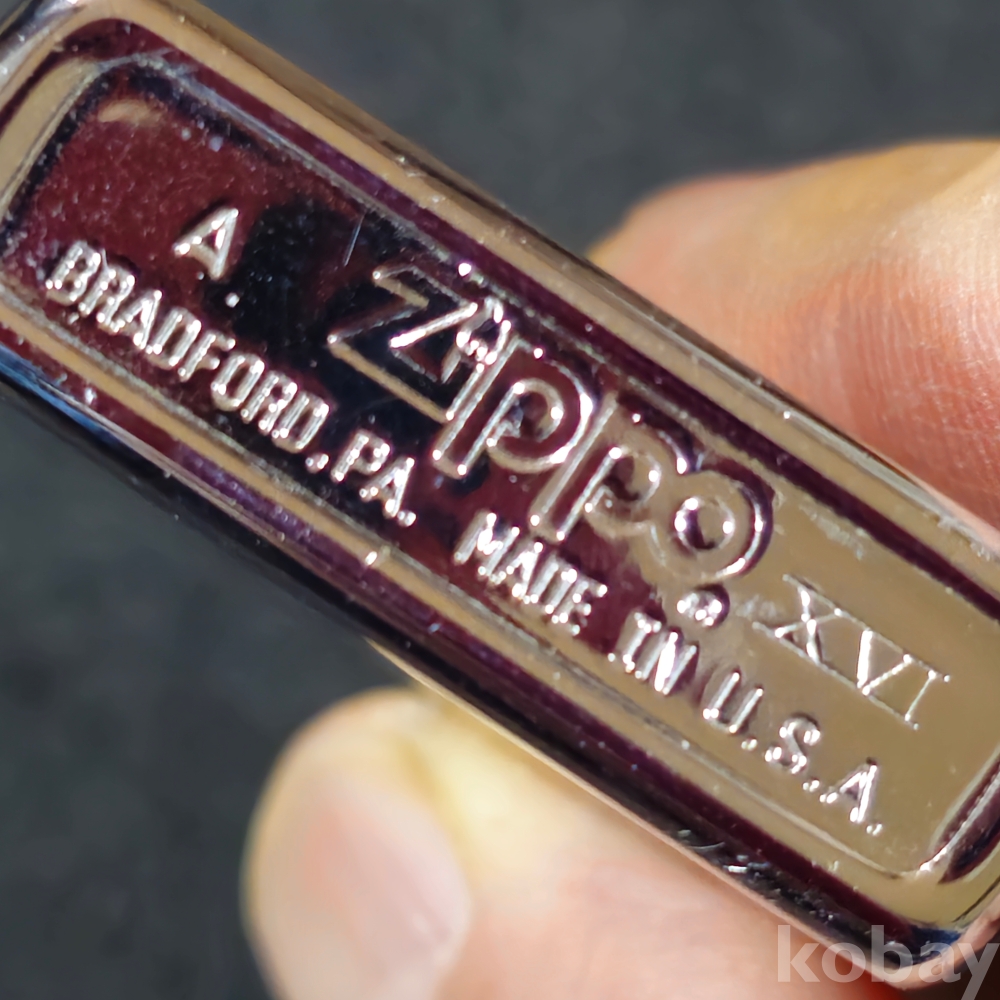 A. Zippo ® XVI
BRADFORD, PA. MADE IN U.S.A.
kobay